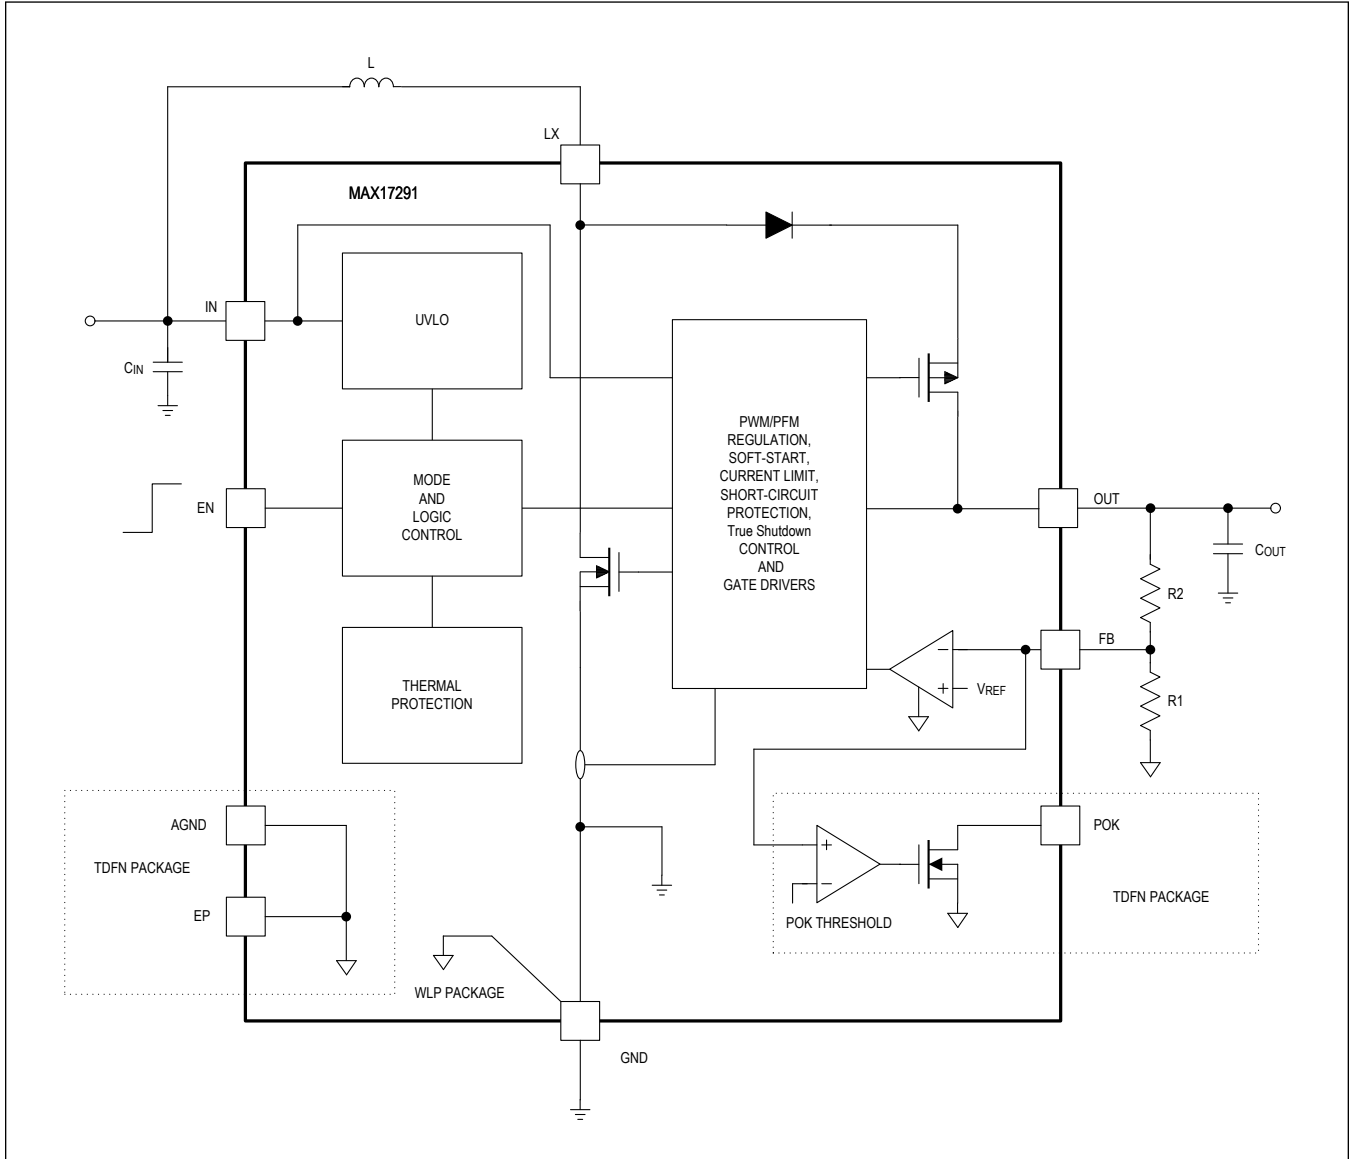 L
LX
MAX17291
IN
UVLO
CIN
PWM/PFM
REGULATION,
SOFT-START,
CURRENT LIMIT,
SHORT-CIRCUIT
PROTECTION,
True Shutdown
CONTROL
AND
GATE DRIVERS
MODE
AND
LOGIC
CONTROL
EN
OUT
COUT
R2
FB
−
+
VREF
R1
THERMAL
PROTECTION
AGND
TDFN PACKAGE
EP
POK
+
−
POK THRESHOLD
TDFN PACKAGE
WLP PACKAGE
GND